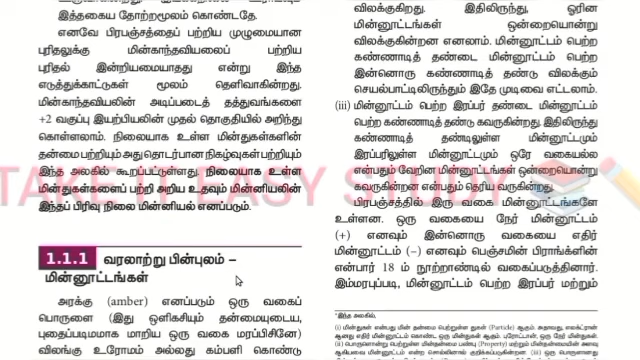 இத்தகைய தோற்றமூலம் கொண்டதே.
எனவே பிரபஞ்சத்தைப் பற்றிய முழுமையான
புரிதலுக்கு மின்காந்தவியலைப் பற்றிய
புரிதல் இன்றியமையாதது என்று இந்த
எடுத்துக்காட்டுகள் மூலம் தெளிவாகிறது.
மின்காந்தவியலின் அடிப்படைத் தத்துவங்களை
+2 வகுப்பு இயற்பியலின் முதல் தொகுதியில் அறிந்து
கொள்ளலாம். நிலையாக உள்ள மின்துகள்களின்
தன்மை பற்றியும் அது தொடர்பான நிகழ்வுகள் பற்றியும்
இந்த அலகில் கூறப்பட்டுள்ளது. நிலையாக உள்ள
மின்துகள்களைப் பற்றி அறிய உதவும் மின்னியலின்
இந்தப் பிரிவு நிலை மின்னியல் எனப்படும்.
1.1.1 வரலாற்று பின்புலம் –
மின்னூட்டங்கள்
அரக்கு (amber) எனப்படும் ஒரு வகைப்
பொருளை (இது ஒளிகசியும் தன்மையுடைய,
புதைப்படிமமாக மாறிய ஒரு வகை மரப்பிசினே)
விலங்கு உரோமம் அல்லது கம்பளி கொண்டு
விலக்குகிறது. இதிலிருந்து, ஓரின
மின்னூட்டங்கள் ஒன்றையொன்று
விலக்குகின்றன எனலாம். மின்னூட்டம் பெற்ற
கண்ணாடித் தண்டை மின்னூட்டம் பெற்ற
இன்னொரு கண்ணாடித் தண்டு விலக்கும்
செயல்பாட்டிலிருந்தும் இதே முடிவை எட்டலாம்.
(iii) மின்னூட்டம் பெற்ற இரப்பர் தண்டை மின்னூட்டம்
பெற்ற கண்ணாடித் தண்டு கவருகின்றது. இதிலிருந்து
கண்ணாடித் தண்டிலுள்ள மின்னூட்டமும்
இரப்பரிலுள்ள மின்னூட்டமும் ஒரே வகையல்ல
என்பதும் வேறின மின்னூட்டங்கள் ஒன்றையொன்று
கவருகின்றன என்பதும் தெரிய வருகின்றது.
பிரபஞ்சத்தில் இரு வகை மின்னூட்டங்களே
உள்ளன. ஒரு வகையை நேர் மின்னூட்டம்
(+) எனவும் இன்னொரு வகையை எதிர்
மின்னூட்டம் (–) எனவும் பெஞ்சமின் பிராங்க்ளின்
என்பார் 18 ம் நூற்றாண்டில் வகைப்படுத்தினார்.
இம்மரபுப்படி, மின்னூட்டம் பெற்ற இரப்பர் மற்றும்
* இந்த அலகில்,
TAKE IT EASY STUDY